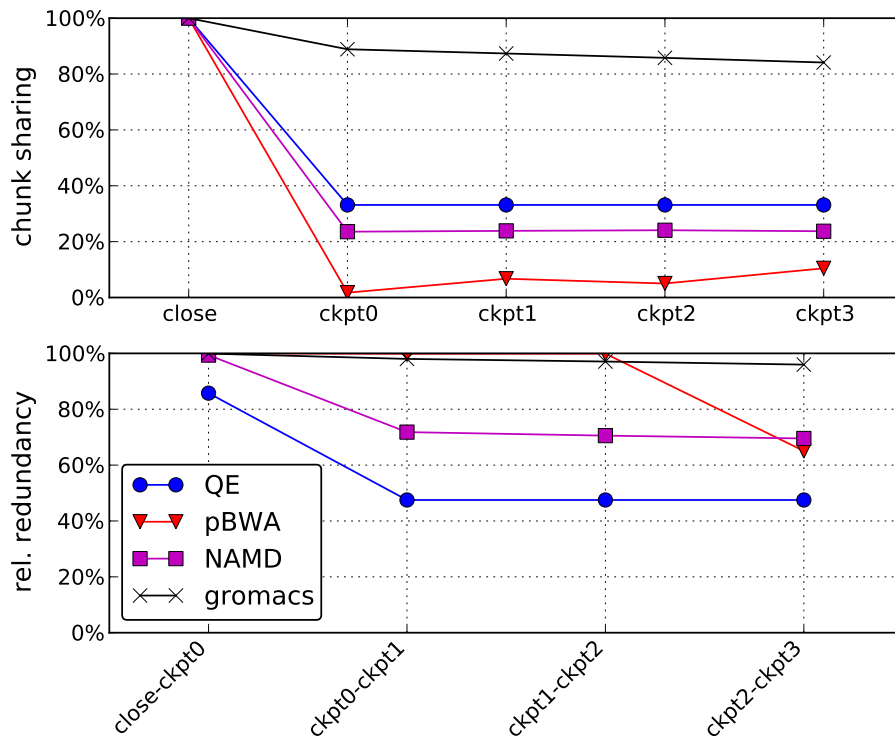 100%
80%
60%
40%
20%
0%
chunk sharing
close ckpt0 ckpt1 ckpt2 ckpt3
100%
80%
60%
40%
20%
0%
rel. redundancy
QE
pBWA
NAMD
gromacs
close-ckpt0 ckpt0-ckpt1 ckpt1-ckpt2 ckpt2-ckpt3